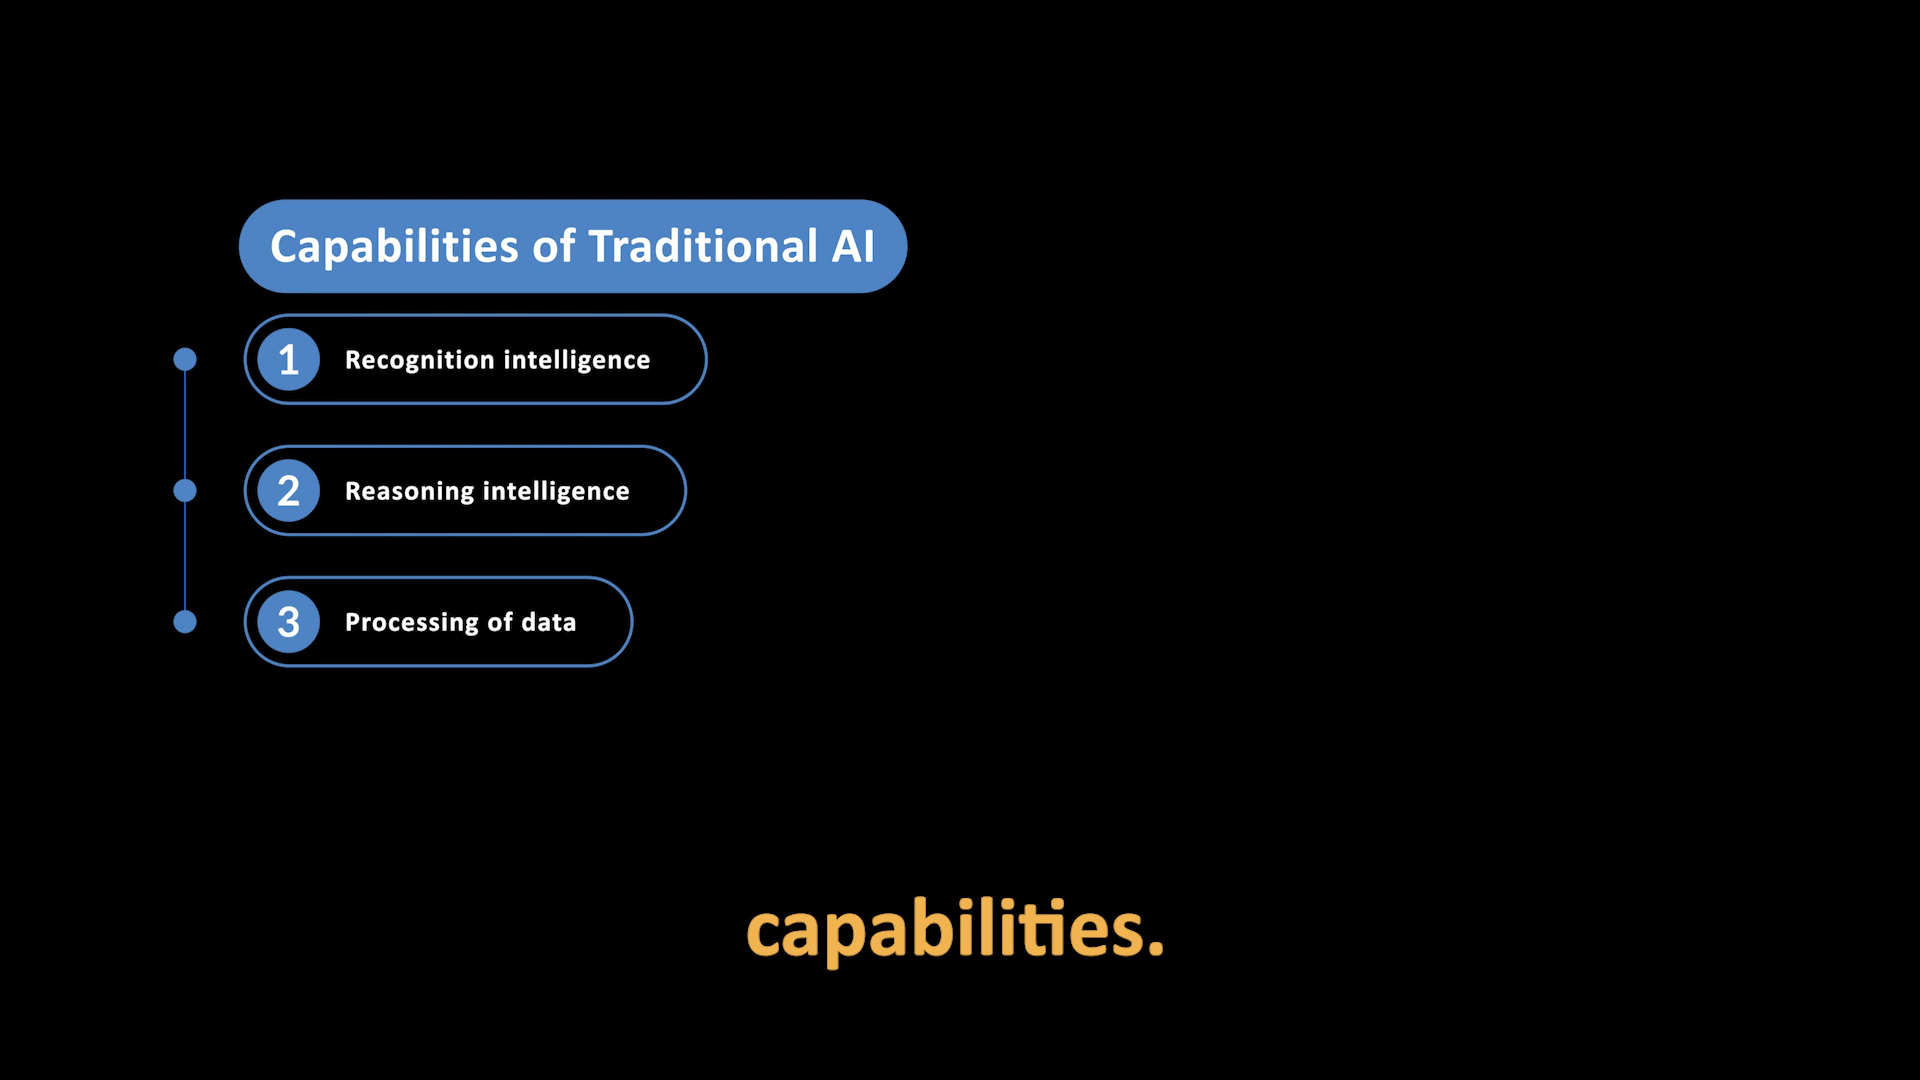 Capabilities of Traditional AI
1 Recognition intelligence
2 Reasoning intelligence
3 Processing of data
capabilities.